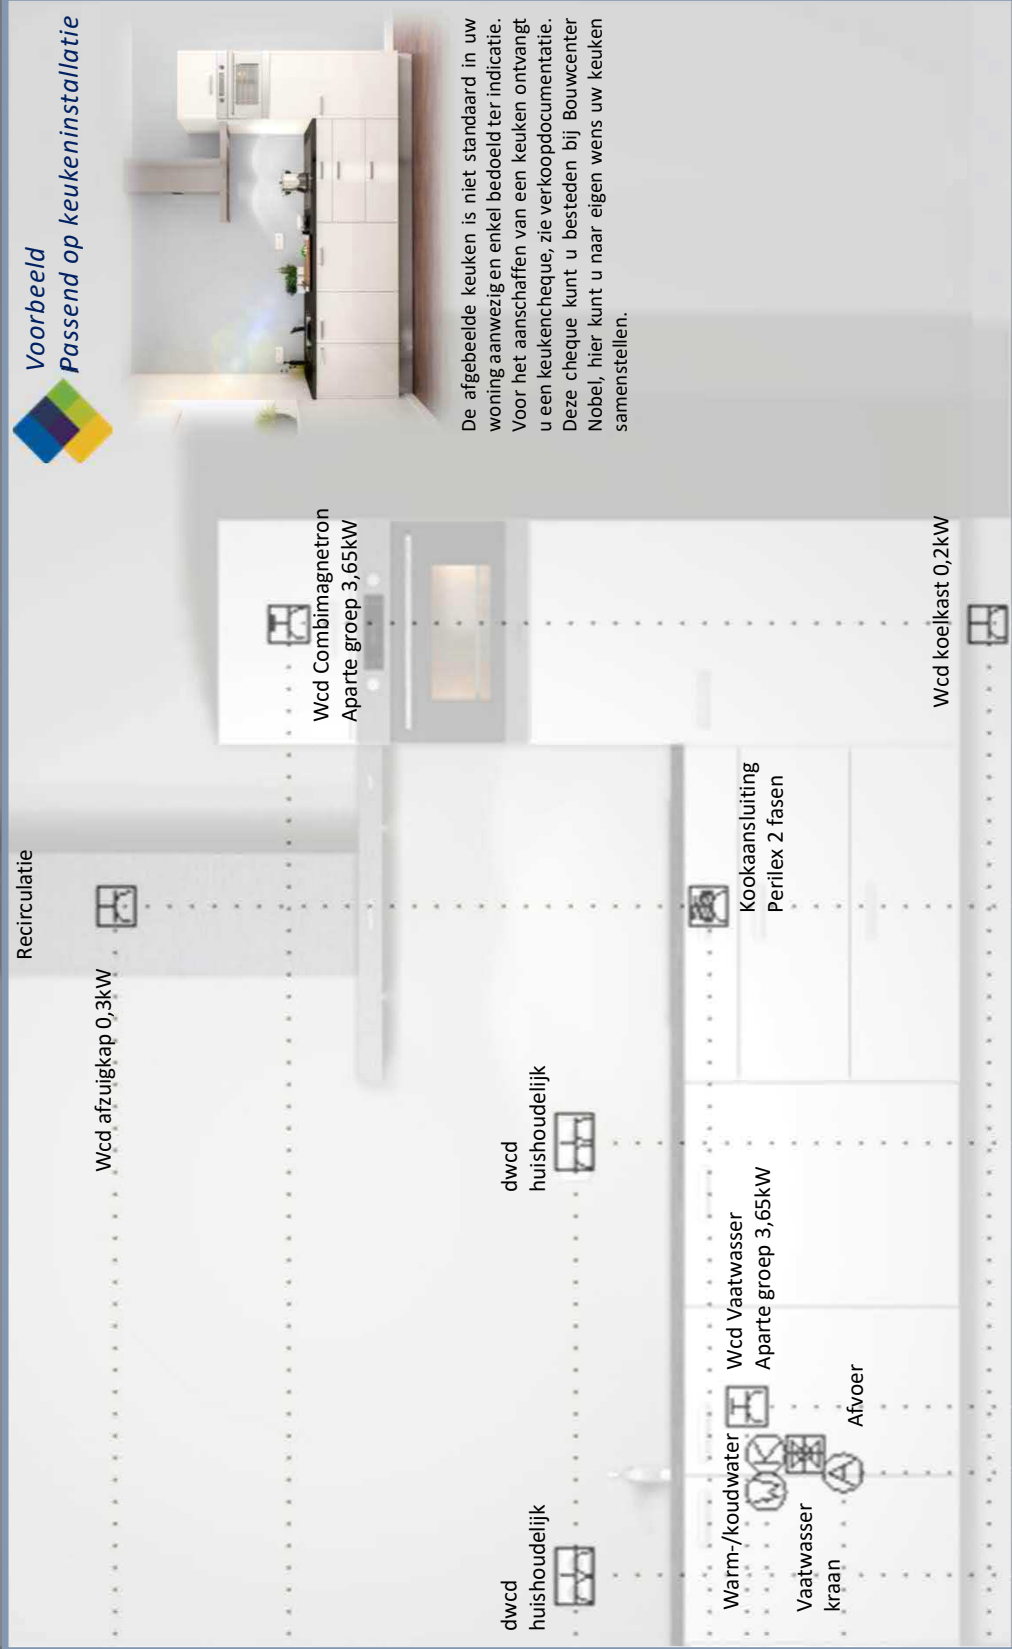 Voorbeeld
Passend op keukeninstallatie
De afgebeelde keuken is niet standaard in uw
woning aanwezig en enkel bedoeld ter indicatie.
Voor het aanschaffen van een keuken ontvangt
u een keukencheque, zie verkoopdocumentatie.
Deze cheque kunt u besteden bij Bouwcenter
Nobel, hier kunt u naar eigen wens uw keuken
samenstellen.
Recirculatie
Wcd afzuigkap 0,3kW
Wcd Combimagnetron
Aparte groep 3,65kW
dwcd
huishoudelijk
dwcd
huishoudelijk
Kookaansluiting
Perilex 2 fasen
Wcd Vaatwasser
Aparte groep 3,65kW
Warm-/koudwater
W K
Vaatwasser
kraan
A
Afvoer
Wcd koelkast 0,2kW